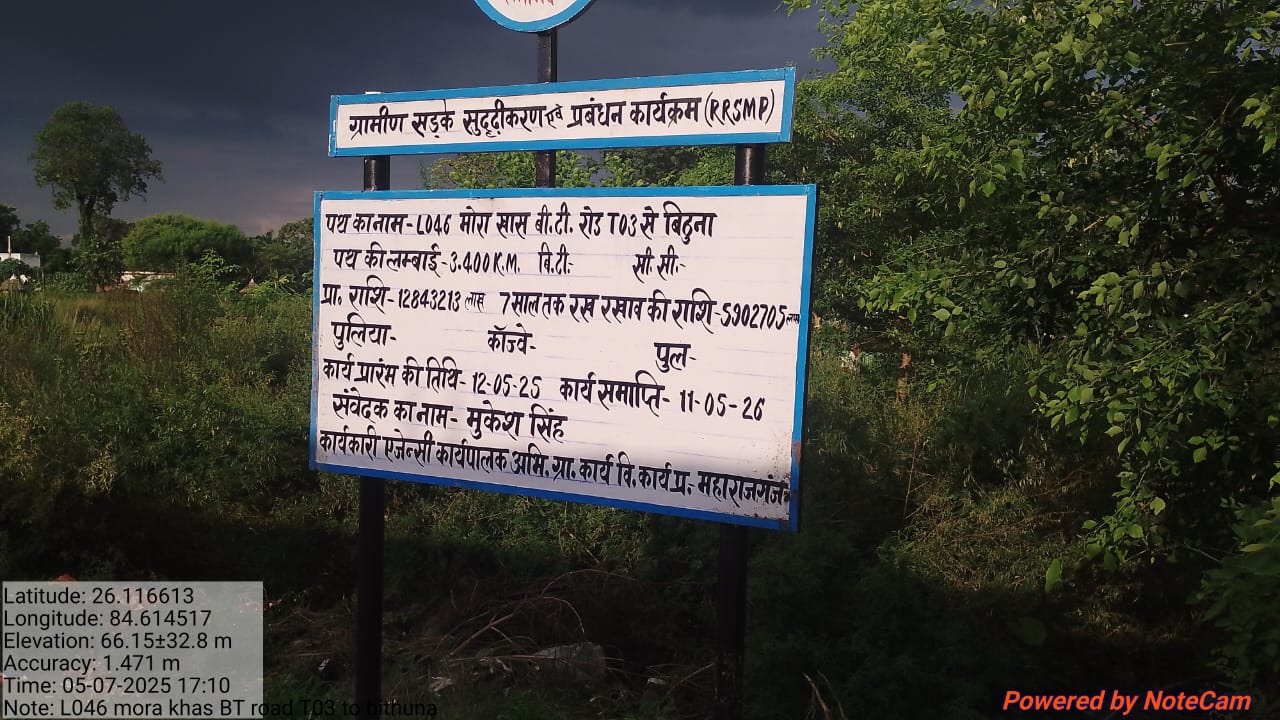 ग्रामीण सड़के सुदृढ़ीकरण एवं प्रबंधन कार्यक्रम (RRSMP)
पथ का नाम - L046 मोरा खास बी.टी. रोड T03 से बिठुना
पथ की लम्बाई - 3.400 K.M. वि.टी.- सी.सी.-
प्रा. राशि - 12843213 लाख 7 साल तक रख रखाव की राशि - 5902705 लाख
पुलिया- कॉज्वे- पुल-
कार्य प्रारंभ की तिथि- 12-05-25 कार्य समाप्ति- 11-05-26
संवेदक का नाम- मुकेश सिंह
कार्यकारी एजेन्सी कार्यपालक अभि. ग्रा. कार्य वि. कार्य प्र. महाराजगंज
Latitude: 26.116613
Longitude: 84.614517
Elevation: 66.15±32.8 m
Accuracy: 1.471 m
Time: 05-07-2025 17:10
Note: L046 mora khas BT road T03 to bithuna
Powered by NoteCam